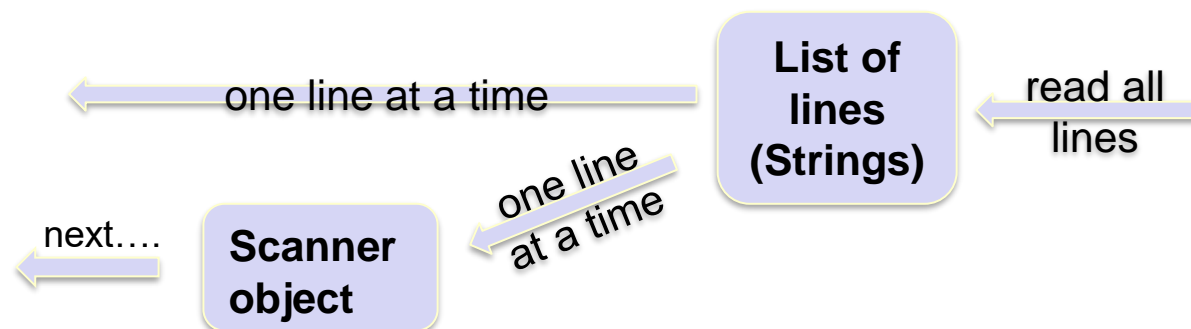 one line at a time
List of
lines
(Strings)
read all
lines
one line
at a time
next....
Scanner
object